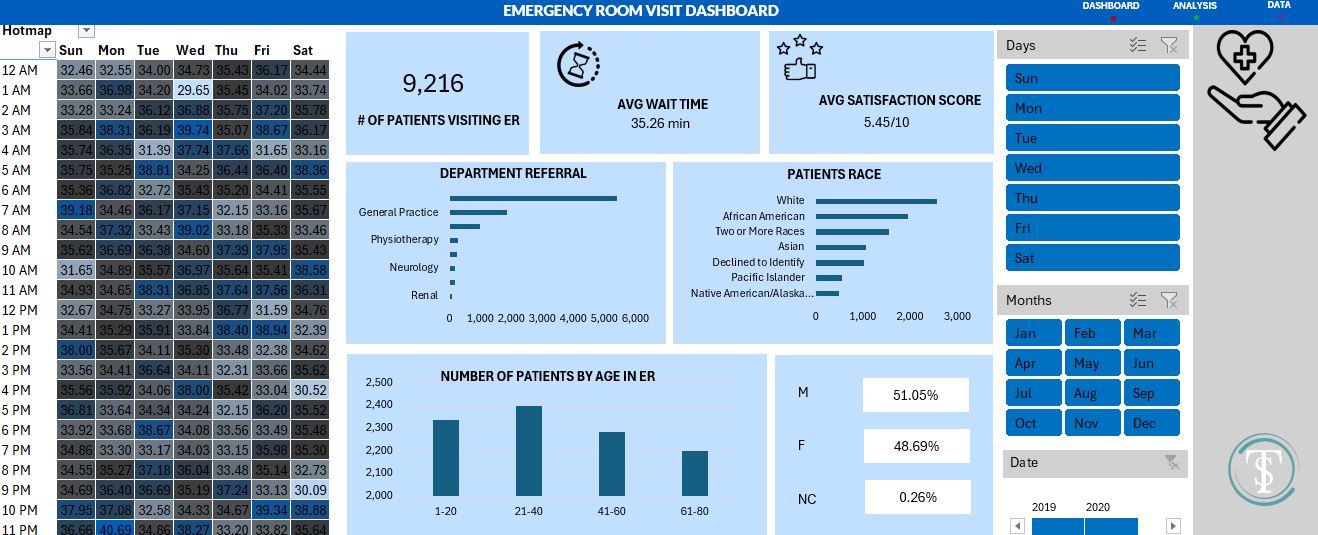 EMERGENCY ROOM VISIT DASHBOARD
DASHBOARD ANALYSIS DATA
Hotmap
Sun Mon Tue Wed Thu Fri Sat
12 AM 32.46 32.55 34.00 34.73 35.43 36.17 34.44
1 AM 33.66 36.98 34.20 29.65 35.45 34.02 33.74
2 AM 33.28 33.24 36.12 36.88 35.75 37.20 35.78
3 AM 35.84 38.31 36.19 39.74 35.07 38.67 36.17
4 AM 35.74 36.35 31.39 37.74 37.66 31.65 33.16
5 AM 35.75 35.25 38.81 34.25 36.44 36.40 38.36
6 AM 35.36 36.82 32.72 35.43 35.20 34.41 35.55
7 AM 39.18 34.46 36.17 37.15 32.15 33.16 35.67
8 AM 34.54 37.32 33.43 39.02 33.18 35.33 33.46
9 AM 35.62 36.69 36.38 34.60 37.39 37.95 35.43
10 AM 31.65 34.89 35.57 36.97 35.64 35.41 38.58
11 AM 34.93 34.65 38.31 36.85 37.64 37.56 36.31
12 PM 32.67 34.75 33.27 33.95 36.77 31.59 34.76
1 PM 34.41 35.29 35.91 33.84 38.40 38.94 32.39
2 PM 38.00 35.67 34.11 35.30 33.48 32.38 34.62
3 PM 33.56 34.41 36.64 34.11 32.31 33.66 35.62
4 PM 35.56 35.92 34.06 38.00 35.42 33.04 30.52
5 PM 36.81 33.64 34.34 34.24 32.15 36.20 35.52
6 PM 33.92 33.68 38.67 34.08 33.56 33.49 35.48
7 PM 34.86 33.30 33.17 34.03 33.15 35.98 35.30
8 PM 34.55 35.27 37.18 36.04 33.48 35.14 32.73
9 PM 34.69 36.40 36.69 35.19 37.24 33.13 30.09
10 PM 37.95 37.08 32.58 34.33 34.67 39.34 38.88
11 PM 36.66 40.69 34.86 38.27 33.20 33.82 35.64
9,216
# OF PATIENTS VISITING ER
AVG WAIT TIME
35.26 min
AVG SATISFACTION SCORE
5.45/10
DEPARTMENT REFERRAL
General Practice
Physiotherapy
Neurology
Renal
0 1,000 2,000 3,000 4,000 5,000 6,000
PATIENTS RACE
White
African American
Two or More Races
Asian
Declined to Identify
Pacific Islander
Native American/Alaska...
0 1,000 2,000 3,000
NUMBER OF PATIENTS BY AGE IN ER
2,500
2,400
2,300
2,200
2,100
2,000
1-20 21-40 41-60 61-80
M 51.05%
F 48.69%
NC 0.26%
Days
Sun
Mon
Tue
Wed
Thu
Fri
Sat
Months
Jan Feb Mar
Apr May Jun
Jul Aug Sep
Oct Nov Dec
Date
2019 2020